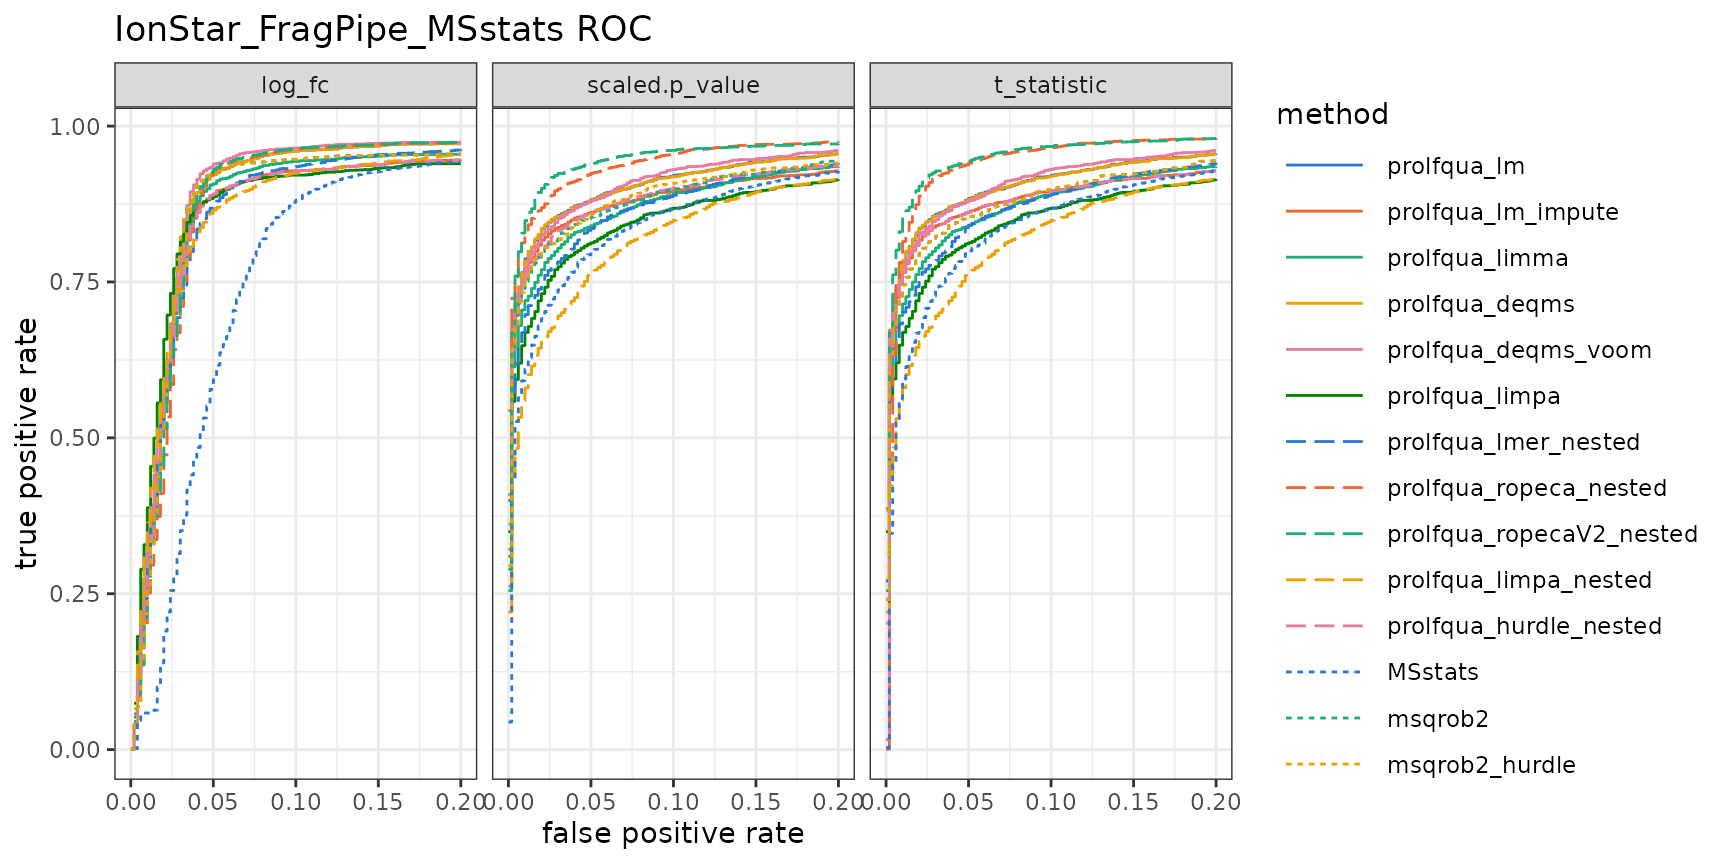 IonStar_FragPipe_MSstats ROC
log_fc
scaled.p_value
t_statistic
true positive rate
1.00
0.75
0.50
0.25
0.00
0.00 0.05 0.10 0.15 0.20
0.00 0.05 0.10 0.15 0.20
0.00 0.05 0.10 0.15 0.20
false positive rate
method
prolfqua_lm
prolfqua_lm_impute
prolfqua_limma
prolfqua_deqms
prolfqua_deqms_voom
prolfqua_limpa
prolfqua_lmer_nested
prolfqua_ropeca_nested
prolfqua_ropecaV2_nested
prolfqua_limpa_nested
prolfqua_hurdle_nested
MSstats
msqrob2
msqrob2_hurdle